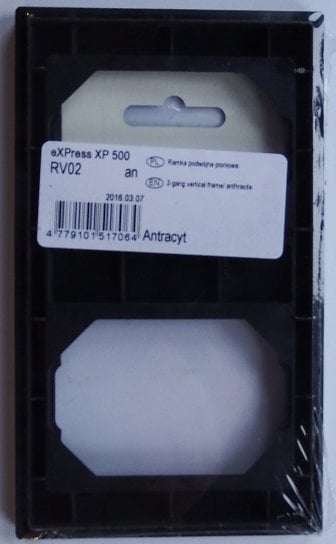 eXPress XP 500
RV02 an
PL Ramka podwójna pionowa
EN 2-gang vertical frame/ anthracite
2016.03.07
4 779101 517064
Antracyt